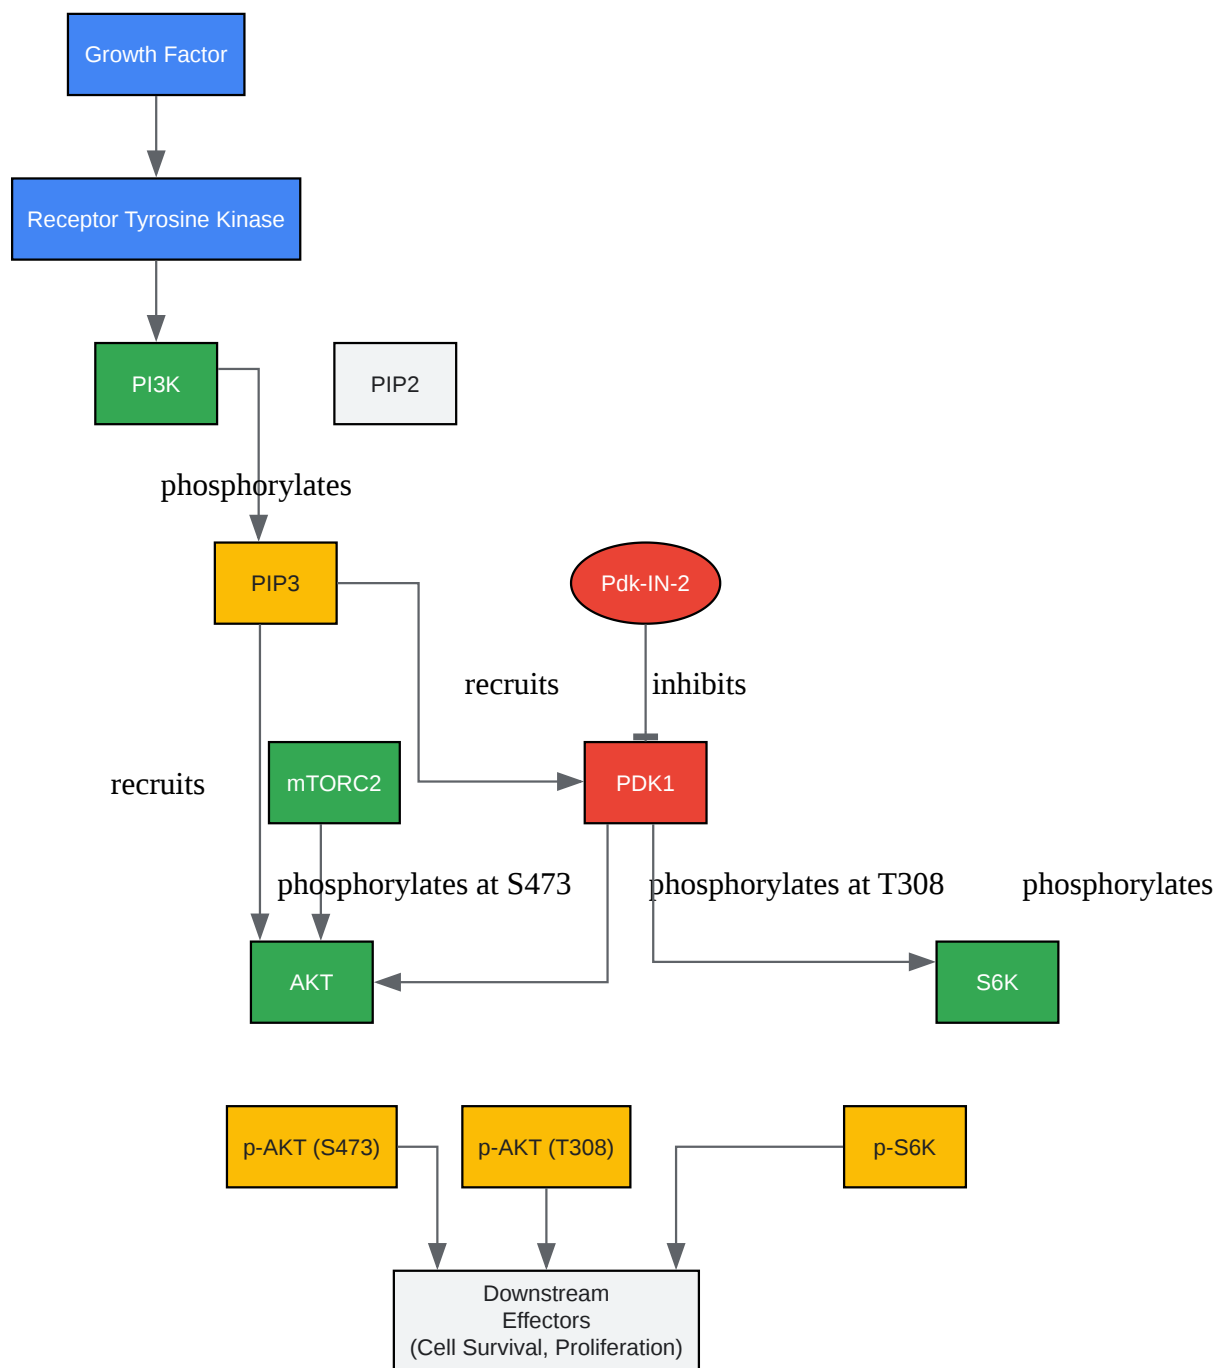 Growth Factor
Receptor Tyrosine Kinase
PI3K
PIP2
phosphorylates
PIP3
Pdk-IN-2
recruits
inhibits
recruits
mTORC2
PDK1
phosphorylates at S473
phosphorylates at T308
phosphorylates
AKT
S6K
p-AKT (S473)
p-AKT (T308)
p-S6K
Downstream
Effectors
(Cell Survival, Proliferation)